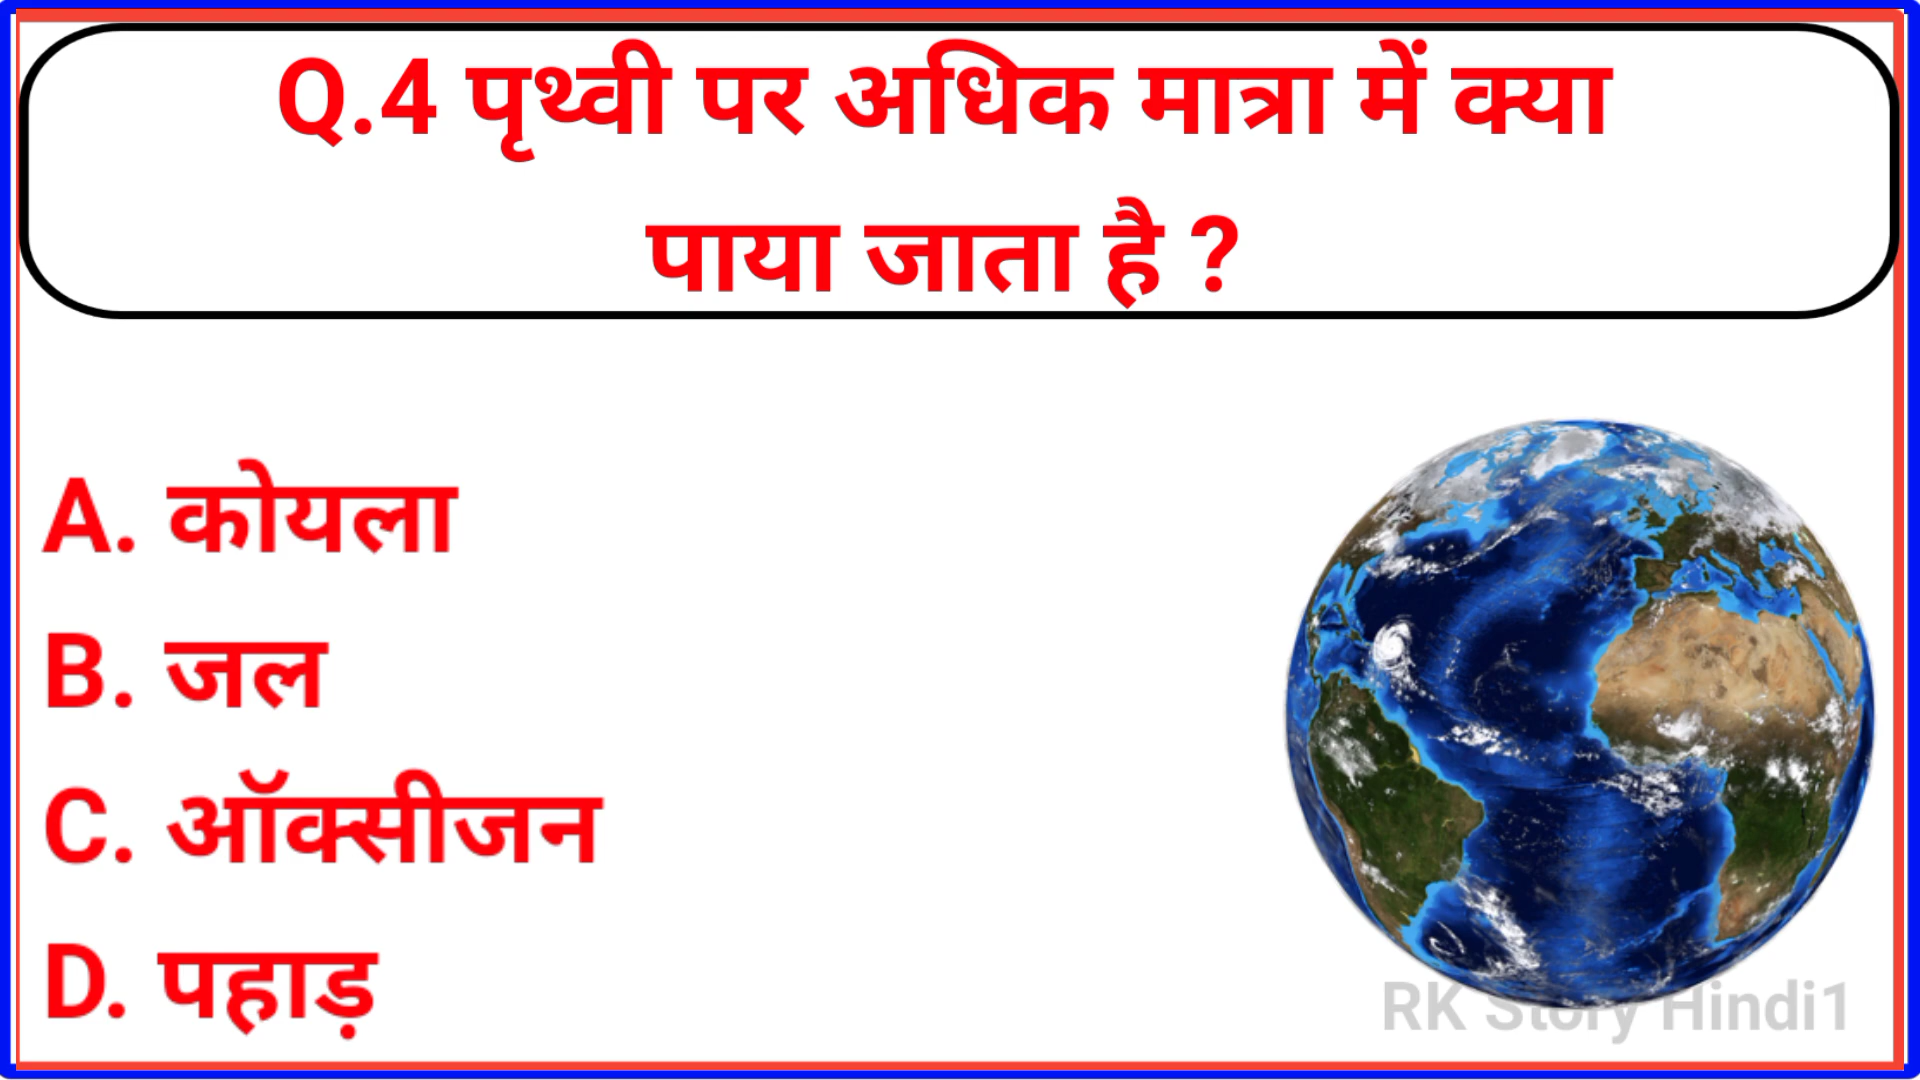 Q.4 पृथ्वी पर अधिक मात्रा में क्या
पाया जाता है ?
A. कोयला
B. जल
C. ऑक्सीजन
D. पहाड़
RK Story Hindi1